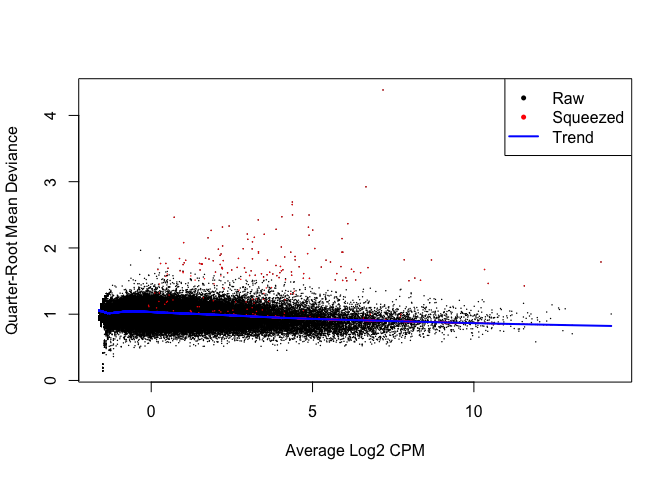 Raw
Squeezed
Trend
Quarter-Root Mean Deviance
4
3
2
1
0
0 5 10
Average Log2 CPM